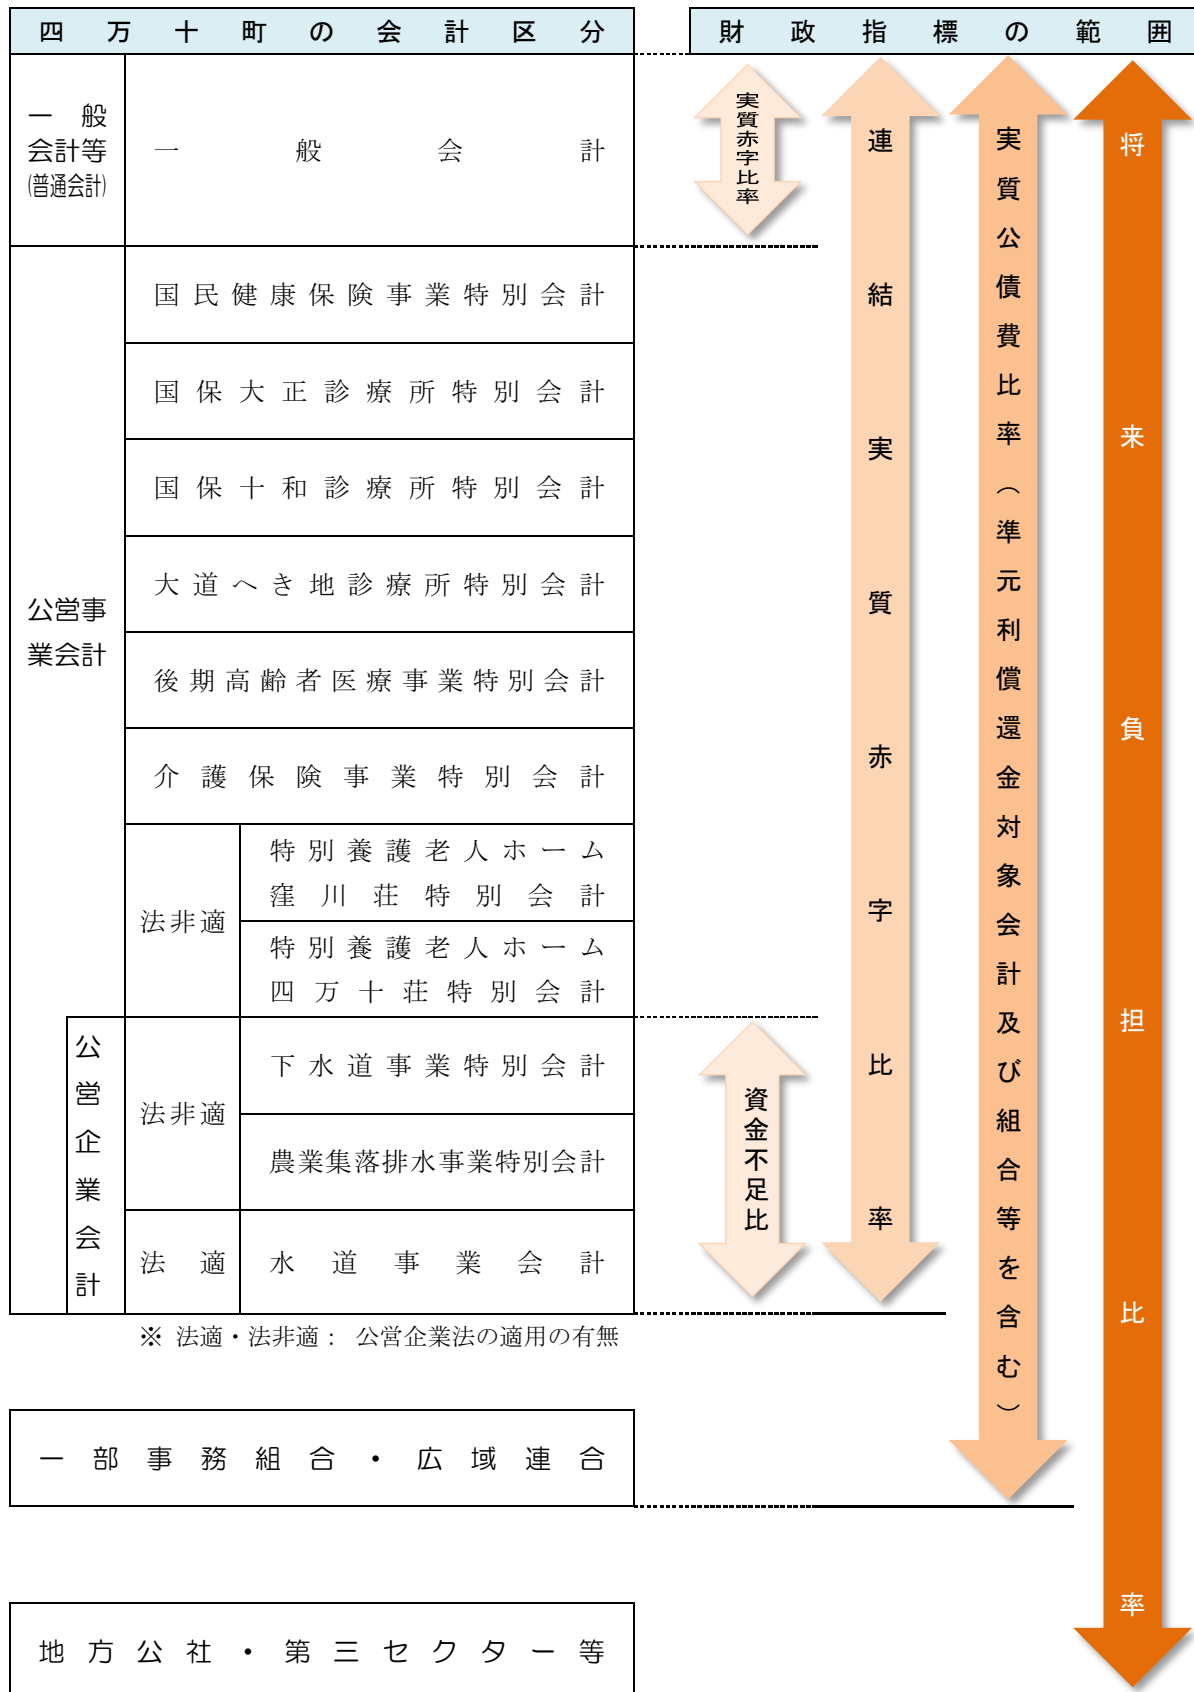 四万十町の会計区分
財政指標の範囲
一般
会計等
(普通会計)
一般会計
公営事
業会計
国民健康保険事業特別会計
国保大正診療所特別会計
国保十和診療所特別会計
大道へき地診療所特別会計
後期高齢者医療事業特別会計
介護保険事業特別会計
法非適
特別養護老人ホーム
窪川荘特別会計
特別養護老人ホーム
四万十荘特別会計
公営企業会計
法非適
下水道事業特別会計
農業集落排水事業特別会計
法適
水道事業会計
※ 法適・法非適： 公営企業法の適用の有無
一部事務組合・広域連合
地方公社・第三セクター等
実質赤字比率
資金不足比
連結実質赤字比率
実質公債費比率（準元利償還金対象会計及び組合等を含む）
将来負担比率